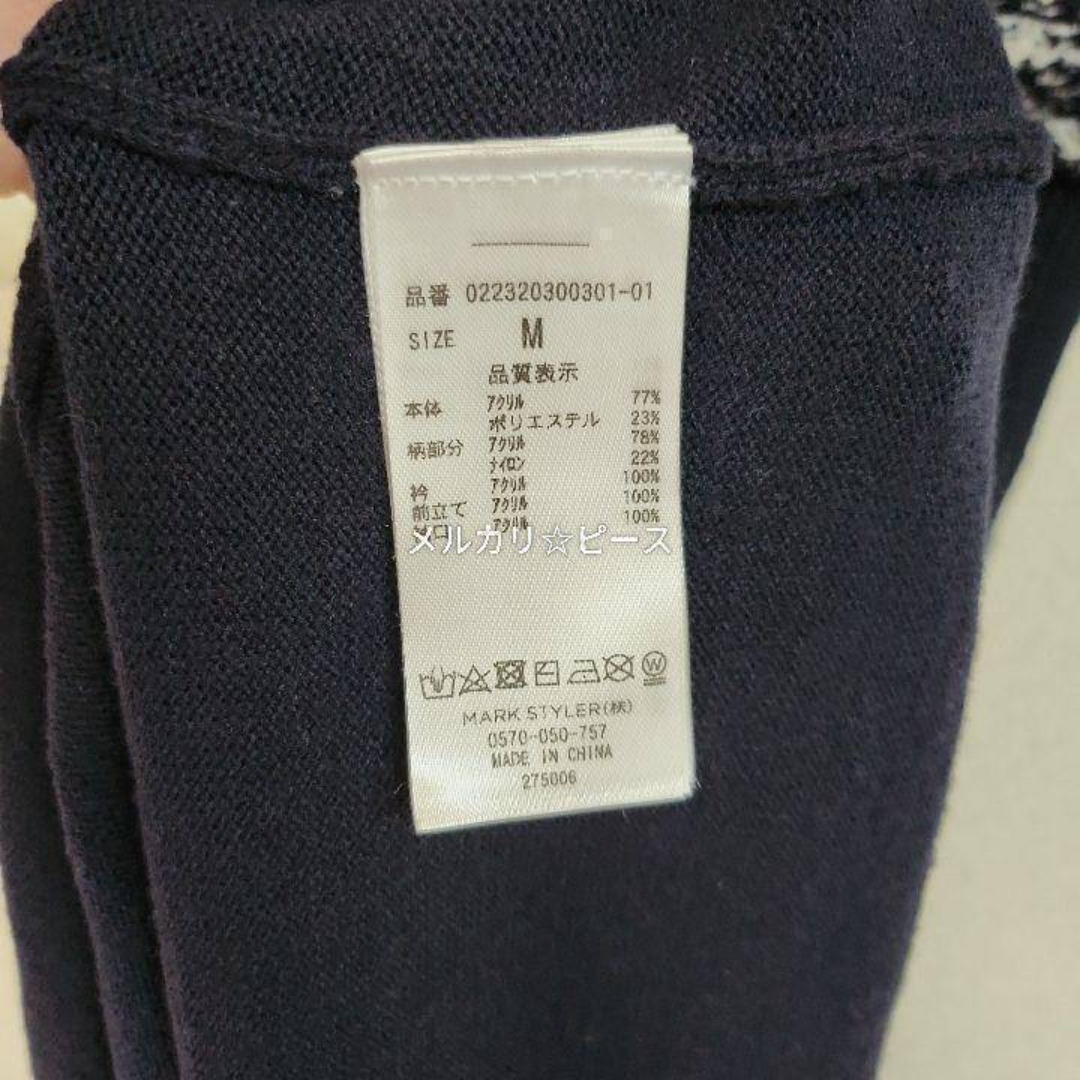 品番 022320300301-01
SIZE M
品質表示
本体 アクリル 77%
ポリエステル 23%
柄部分 アクリル 78%
ナイロン 22%
衿 アクリル 100%
前立て アクリル 100%
口 アクリル 100%
メルカリ☆ピース
W
MARK STYLER(株)
0570-050-757
MADE IN CHINA
275006